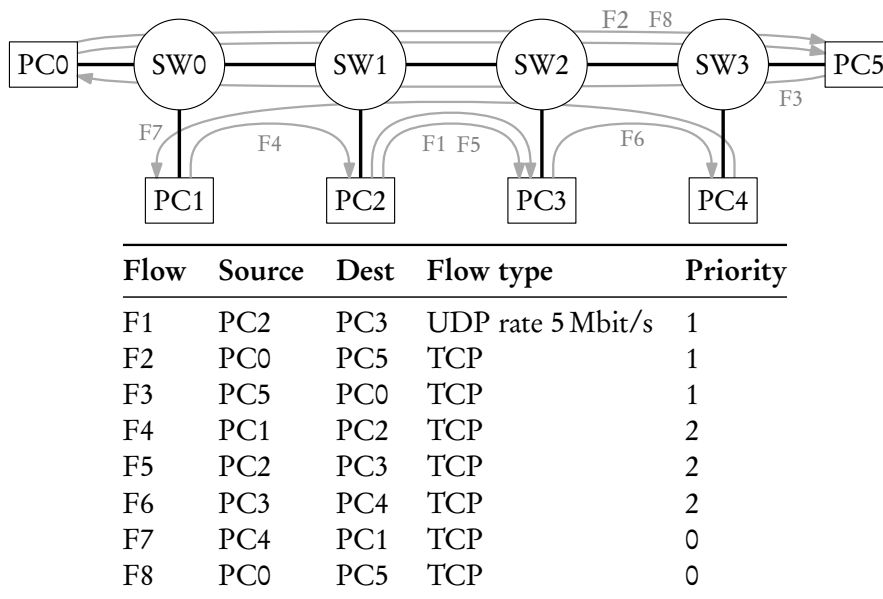 F2 F8
PC0 SW0 SW1 SW2 SW3 PC5
F3
F7 F4 F1 F5 F6
PC1 PC2 PC3 PC4
Flow Source Dest Flow type Priority
F1 PC2 PC3 UDP rate 5 Mbit/s 1
F2 PC0 PC5 TCP 1
F3 PC5 PC0 TCP 1
F4 PC1 PC2 TCP 2
F5 PC2 PC3 TCP 2
F6 PC3 PC4 TCP 2
F7 PC4 PC1 TCP 0
F8 PC0 PC5 TCP 0